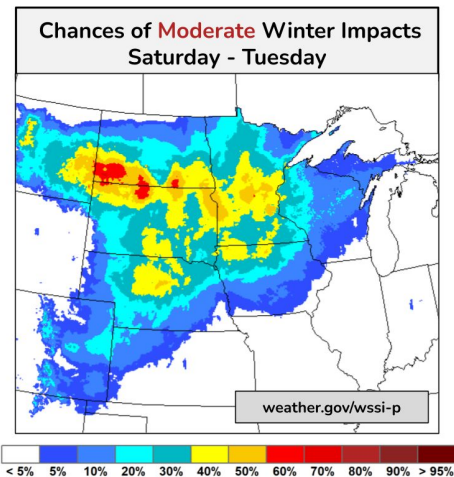 Chances of Moderate Winter Impacts
Saturday - Tuesday
weather.gov/wssi-p
< 5% 5% 10% 20% 30% 40% 50% 60% 70% 80% 90% > 95%